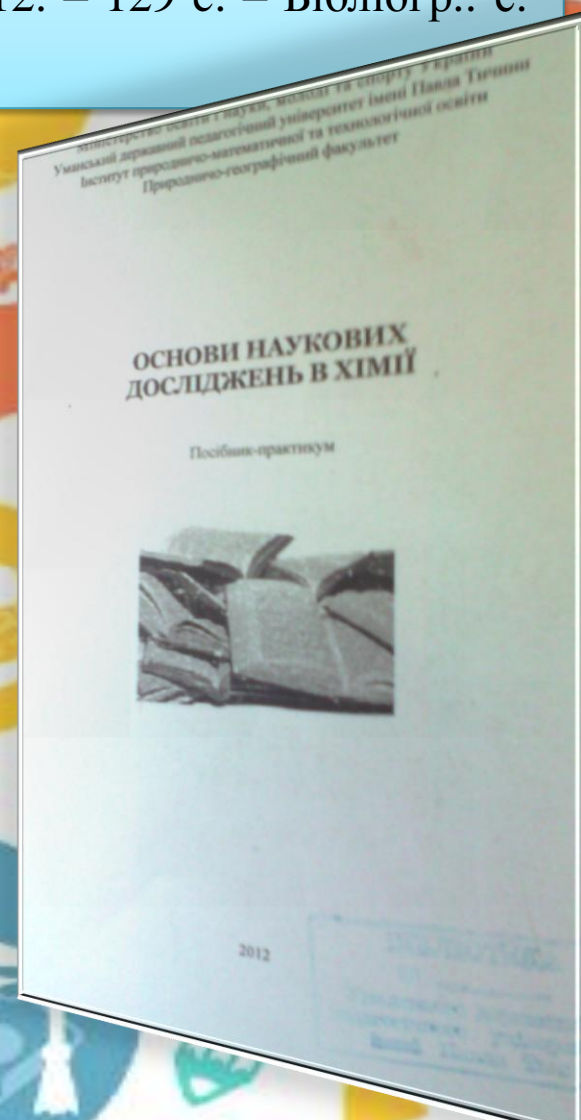 12. – 129 с. – Бібліогр.: с.
Міністерство освіти і науки, молоді та спорту України
Уманський державний педагогічний університет імені Павла Тичини
Інститут природничо-математичної та технологічної освіти
Природничо-географічний факультет
ОСНОВИ НАУКОВИХ
ДОСЛІДЖЕНЬ В ХІМІЇ
Посібник-практикум
2012